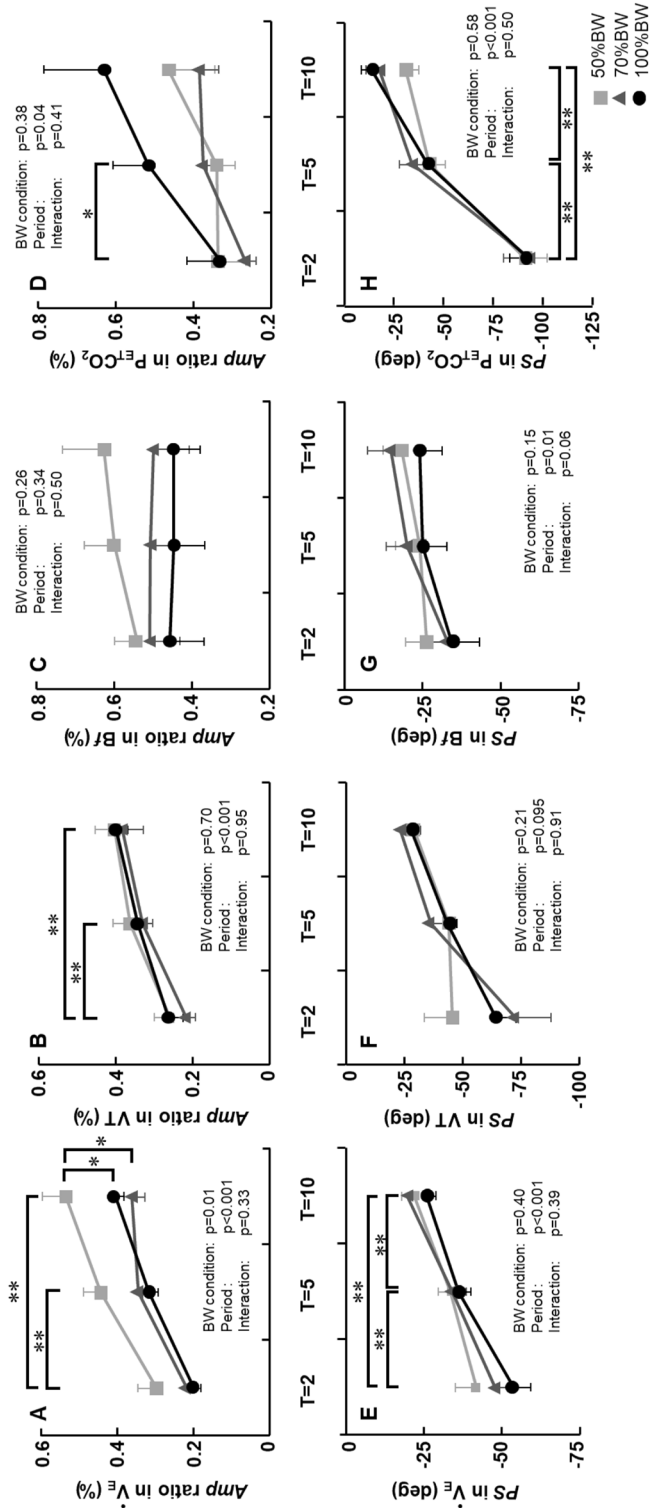 A
Amp ratio in V̇E (%)
0.6
0.4
0.2
0
**
**
*
*
BW condition: p=0.01
Period : p<0.001
Interaction: p=0.33
T=2 T=5 T=10
B
Amp ratio in VT (%)
0.6
0.4
0.2
0
**
**
BW condition: p=0.70
Period : p<0.001
Interaction: p=0.95
T=2 T=5 T=10
C
Amp ratio in Bf (%)
0.8
0.6
0.4
0.2
BW condition: p=0.26
Period : p=0.34
Interaction: p=0.50
T=2 T=5 T=10
D
Amp ratio in PETCO2 (%)
0.8
0.6
0.4
0.2
*
BW condition: p=0.38
Period : p=0.04
Interaction: p=0.41
T=2 T=5 T=10
E
PS in V̇E (deg)
0
-25
-50
-75
**
**
**
BW condition: p=0.40
Period : p<0.001
Interaction: p=0.39
F
PS in VT (deg)
0
-25
-50
-75
-100
BW condition: p=0.21
Period : p=0.095
Interaction: p=0.91
G
PS in Bf (deg)
0
-25
-50
-75
BW condition: p=0.15
Period : p=0.01
Interaction: p=0.06
H
PS in PETCO2 (deg)
0
-25
-50
-75
-100
-125
BW condition: p=0.58
Period : p<0.001
Interaction: p=0.50
**
**
**
50%BW
70%BW
100%BW